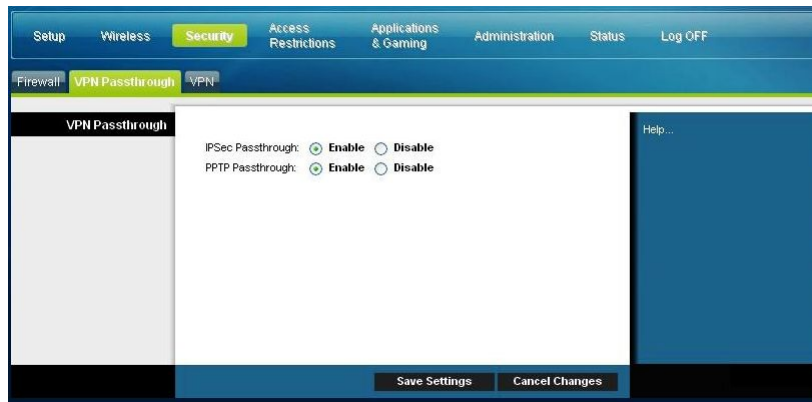 Setup Wireless Security Access Restrictions Applications & Gaming Administration Status Log OFF
Firewall VPN Passthrough VPN
VPN Passthrough
Help...
IPSec Passthrough: Enable Disable
PPTP Passthrough: Enable Disable
Save Settings Cancel Changes